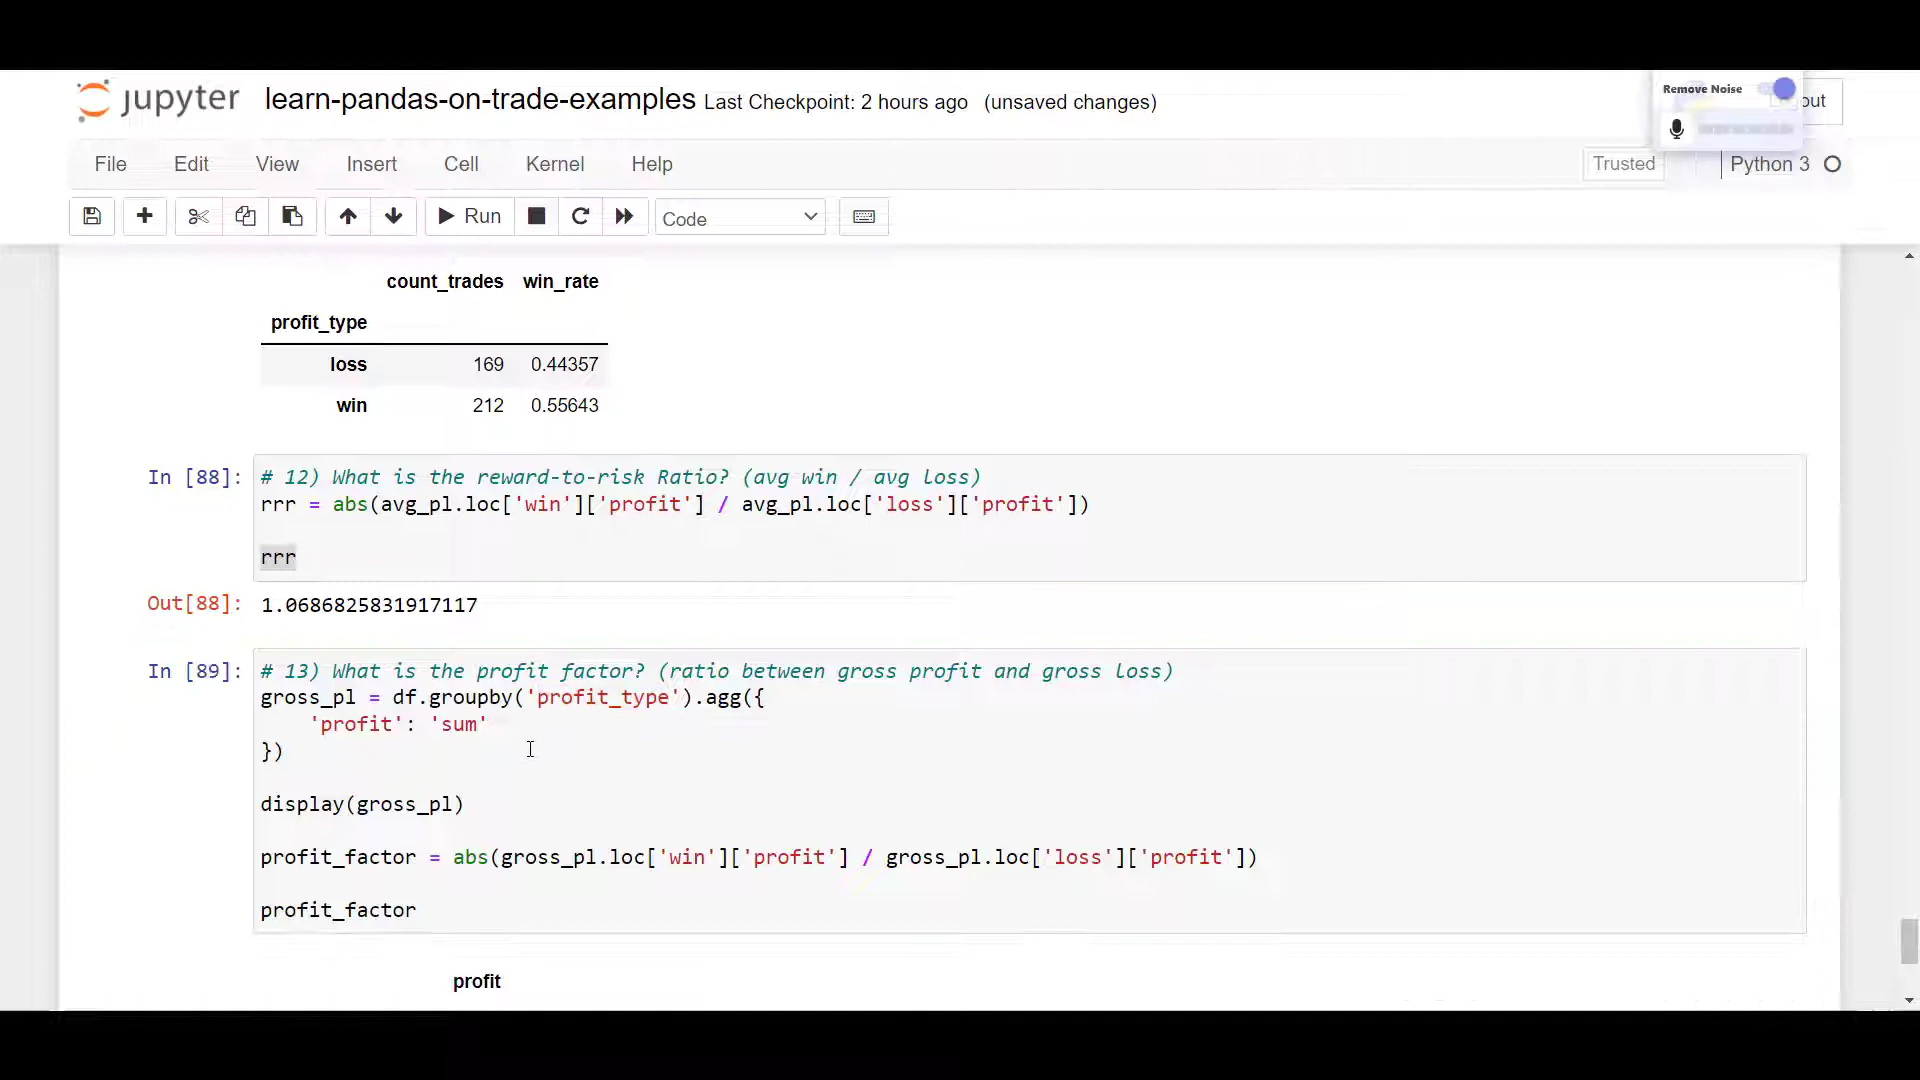 jupyter learn-pandas-on-trade-examples Last Checkpoint: 2 hours ago (unsaved changes)
Remove Noise
out
File Edit View Insert Cell Kernel Help
Trusted Python 3
Run Code
count_trades win_rate
profit_type
loss 169 0.44357
win 212 0.55643
In [88]: # 12) What is the reward-to-risk Ratio? (avg win / avg loss)
rrr = abs(avg_pl.loc['win']['profit'] / avg_pl.loc['loss']['profit'])
rrr
Out[88]: 1.0686825831917117
In [89]: # 13) What is the profit factor? (ratio between gross profit and gross loss)
gross_pl = df.groupby('profit_type').agg({
    'profit': 'sum'
})
display(gross_pl)
profit_factor = abs(gross_pl.loc['win']['profit'] / gross_pl.loc['loss']['profit'])
profit_factor
profit